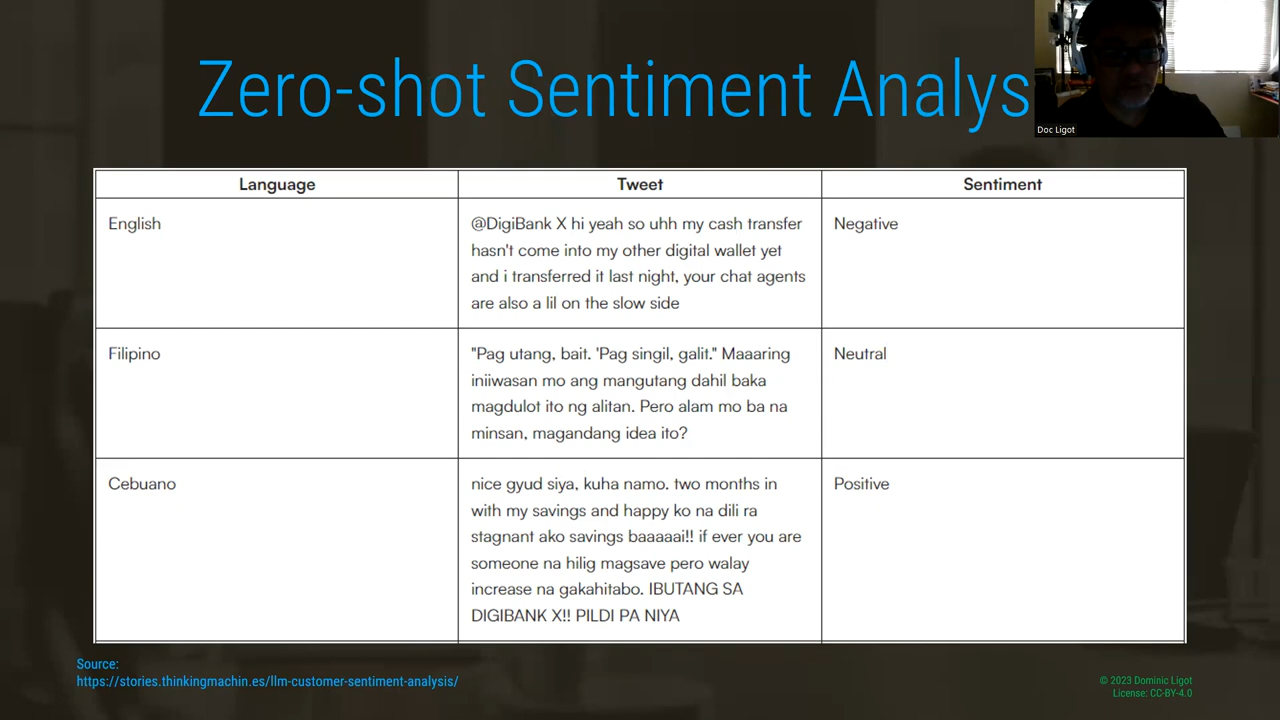 Zero-shot Sentiment Analys
Doc Ligot
Language Tweet Sentiment
English
@DigiBank X hi yeah so uhh my cash transfer
hasn't come into my other digital wallet yet
and i transferred it last night, your chat agents
are also a lil on the slow side
Negative
Filipino
"Pag utang, bait. 'Pag singil, galit." Maaaring
iniiwasan mo ang mangutang dahil baka
magdulot ito ng alitan. Pero alam mo ba na
minsan, magandang idea ito?
Neutral
Cebuano
nice gyud siya, kuha namo. two months in
with my savings and happy ko na dili ra
stagnant ako savings baaaaai!! if ever you are
someone na hilig magsave pero walay
increase na gakahitabo. IBUTANG SA
DIGIBANK X!! PILDI PA NIYA
Positive
Source:
https://stories.thinkingmachin.es/llm-customer-sentiment-analysis/
© 2023 Dominic Ligot
License: CC-BY-4.0